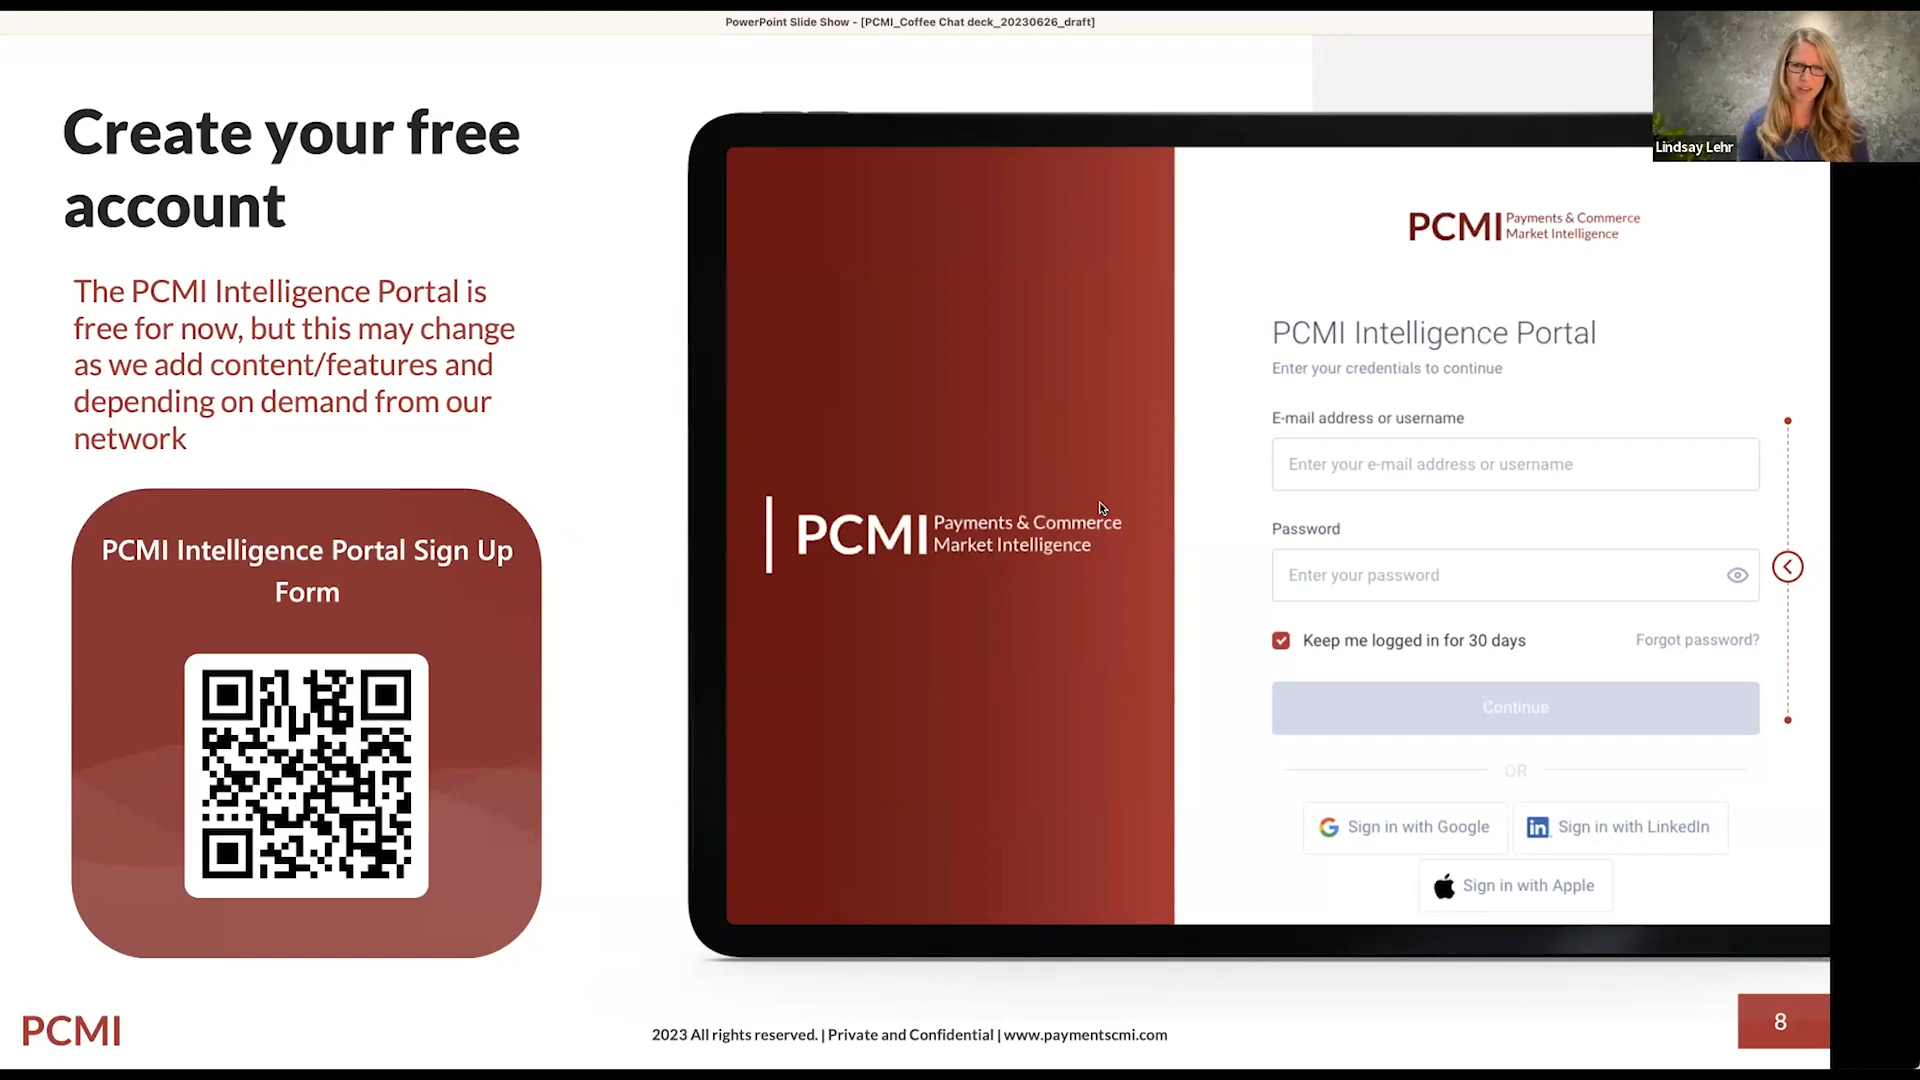 PowerPoint Slide Show - [PCMI_Coffee Chat deck_20230626_draft]
Lindsay Lehr
Create your free
account
The PCMI Intelligence Portal is
free for now, but this may change
as we add content/features and
depending on demand from our
network
PCMI Intelligence Portal Sign Up
Form
PCMI Payments & Commerce
Market Intelligence
PCMI Payments & Commerce
Market Intelligence
PCMI Intelligence Portal
Enter your credentials to continue
E-mail address or username
Enter your e-mail address or username
Password
Enter your password
Keep me logged in for 30 days
Forgot password?
Continue
OR
Sign in with Google
Sign in with LinkedIn
Sign in with Apple
PCMI
2023 All rights reserved. | Private and Confidential | www.paymentscmi.com
8